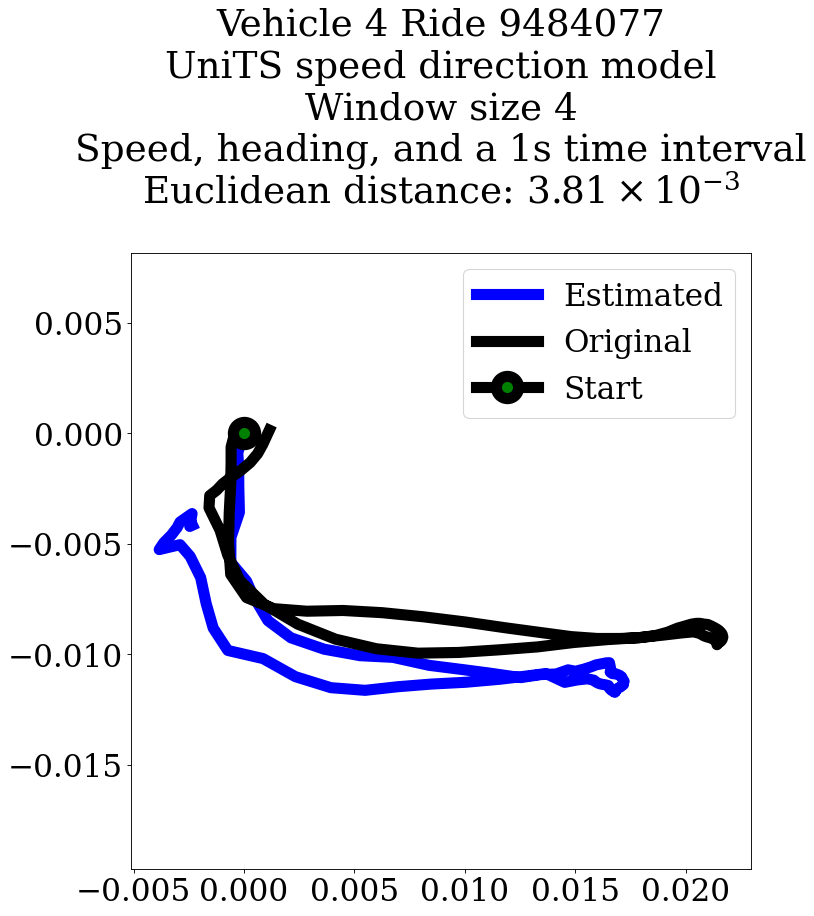 Vehicle 4 Ride 9484077
UniTS speed direction model
Window size 4
Speed, heading, and a 1s time interval
Euclidean distance: 3.81 × 10⁻³
Estimated
Original
Start
0.005
0.000
−0.005
−0.010
−0.015
−0.005 0.000 0.005 0.010 0.015 0.020